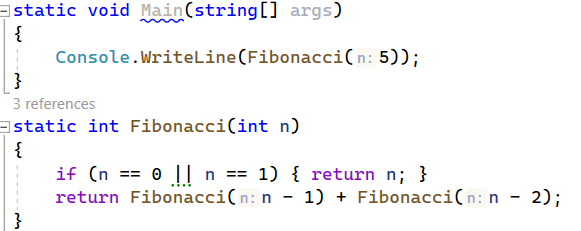 static void Main(string[] args)
{
Console.WriteLine(Fibonacci(n: 5));
}
3 references
static int Fibonacci(int n)
{
if (n == 0 || n == 1) { return n; }
return Fibonacci(n: n - 1) + Fibonacci(n: n - 2);
}